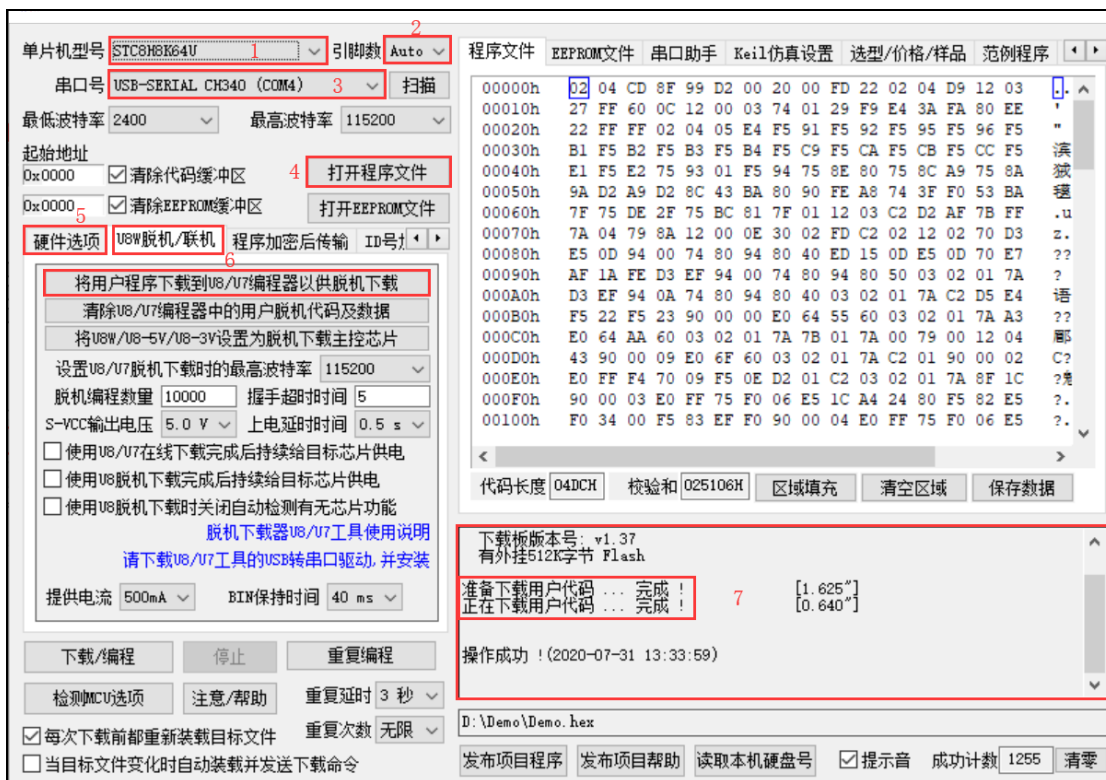 单片机型号 STC8H8K64U 1 引脚数 Auto 2
串口号 USB-SERIAL CH340 (COM4) 3 扫描
最低波特率 2400 最高波特率 115200
起始地址
0x0000 清除代码缓冲区 4 打开程序文件
0x0000 清除EEPROM缓冲区 打开EEPROM文件
5
硬件选项 U8W脱机/联机 程序加密后传输 ID号
6
将用户程序下载到U8/U7编程器以供脱机下载
清除U8/U7编程器中的用户脱机代码及数据
将U8W/U8-5V/U8-3V设置为脱机下载主控芯片
设置U8/U7脱机下载时的最高波特率 115200
脱机编程数量 10000 握手超时时间 5
S-VCC输出电压 5.0 V 上电延时时间 0.5 s
使用U8/U7在线下载完成后持续给目标芯片供电
使用U8脱机下载完成后持续给目标芯片供电
使用U8脱机下载时关闭自动检测有无芯片功能
脱机下载器U8/U7工具使用说明
请下载U8/U7工具的USB转串口驱动,并安装
提供电流 500mA BIN保持时间 40 ms
下载/编程 停止 重复编程
检测MCU选项 注意/帮助 重复延时 3 秒
重复次数 无限
每次下载前都重新装载目标文件
当目标文件变化时自动装载并发送下载命令
程序文件 EEPROM文件 串口助手 Keil仿真设置 选型/价格/样品 范例程序
00000h 02 04 CD 8F 99 D2 00 20 00 FD 22 02 04 D9 12 03 ..
00010h 27 FF 60 0C 12 00 03 74 01 29 F9 E4 3A FA 80 EE '
00020h 22 FF FF 02 04 05 E4 F5 91 F5 92 F5 95 F5 96 F5 "
00030h B1 F5 B2 F5 B3 F5 B4 F5 C9 F5 CA F5 CB F5 CC F5 滨
00040h E1 F5 E2 75 93 01 F5 94 75 8E 80 75 8C A9 75 8A
00050h 9A D2 A9 D2 8C 43 BA 80 90 FE A8 74 3F F0 53 BA
00060h 7F 75 DE 2F 75 BC 81 7F 01 12 03 C2 D2 AF 7B FF .u
00070h 7A 04 79 8A 12 00 0E 30 02 FD C2 02 12 02 70 D3 z.
00080h E5 0D 94 00 74 80 94 80 40 ED 15 0D E5 0D 70 E7 ??
00090h AF 1A FE D3 EF 94 00 74 80 94 80 50 03 02 01 7A ?
000A0h D3 EF 94 0A 74 80 94 80 40 03 02 01 7A C2 D5 E4 语
000B0h F5 22 F5 23 90 00 00 E0 64 55 60 03 02 01 7A A3 ??
000C0h E0 64 AA 60 03 02 01 7A 7B 01 7A 00 79 00 12 04 郿
000D0h 43 90 00 09 E0 6F 60 03 02 01 7A C2 01 90 00 02 C?
000E0h E0 FF F4 70 09 F5 0E D2 01 C2 03 02 01 7A 8F 1C
000F0h 90 00 03 E0 FF 75 F0 06 E5 1C A4 24 80 F5 82 E5 ?.
00100h F0 34 00 F5 83 EF F0 90 00 04 E0 FF 75 F0 06 E5 ?.
代码长度 04DCH 校验和 025106H 区域填充 清空区域 保存数据
下载板版本号: v1.37
有外挂512K字节 Flash
准备下载用户代码 ... 完成 ! [1.625"]
正在下载用户代码 ... 完成 ! [0.640"]
7
操作成功 !(2020-07-31 13:33:59)
D:\Demo\Demo.hex
发布项目程序 发布项目帮助 读取本机硬盘号 提示音 成功计数 1255 清零